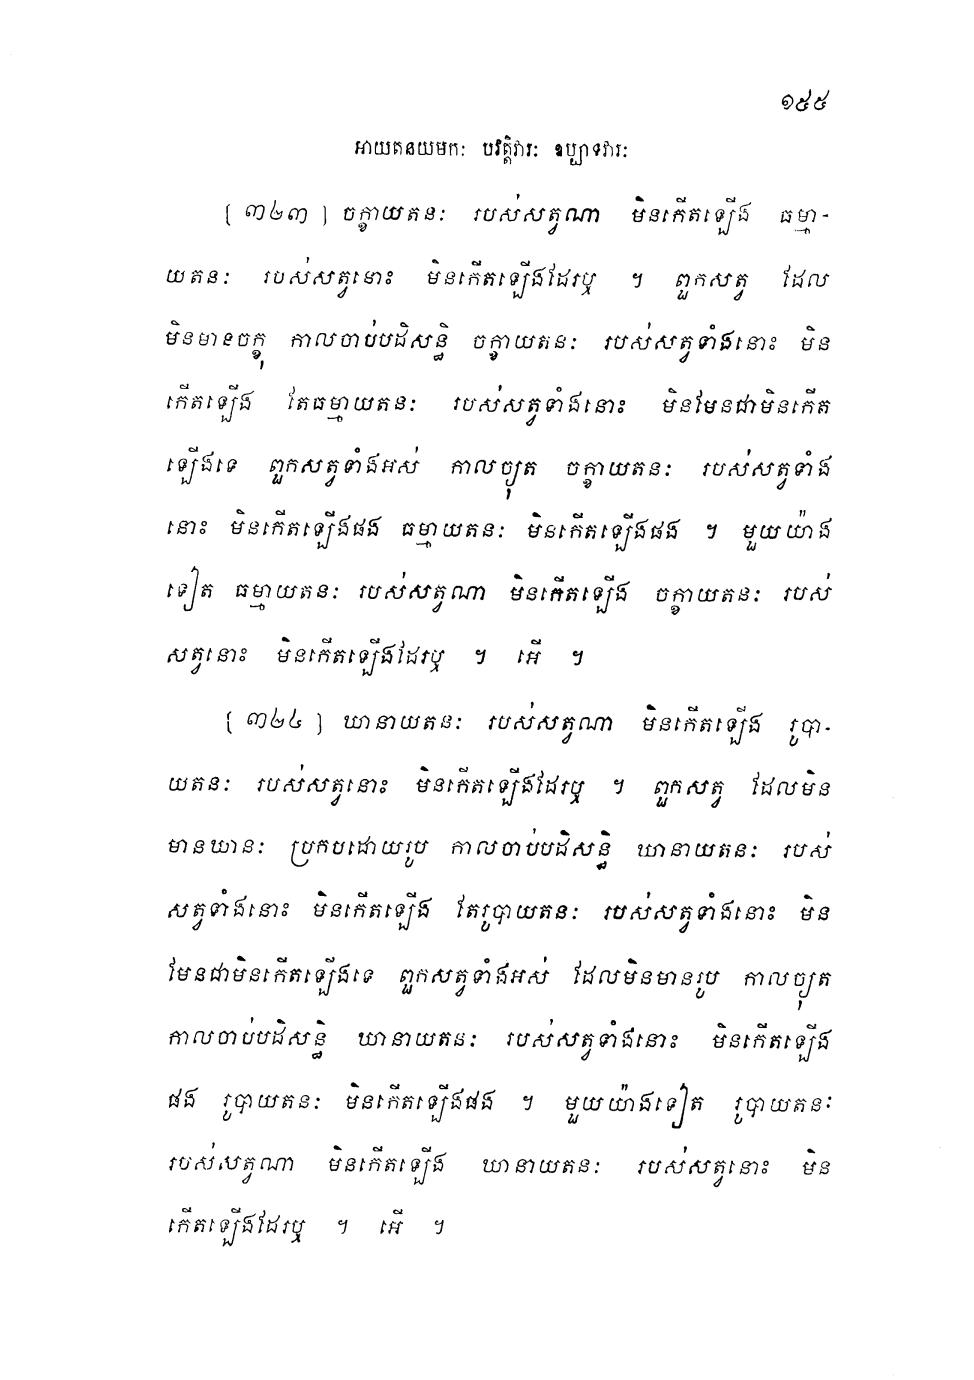 ១៥៥
អាយតនយមកៈ បវត្តិវារៈ ឧប្បាទវារៈ
[ ៣២៣ ] ចក្ខាយតនៈ របស់សត្វណា មិនកើតឡើង ធម្មា-
យតនៈ របស់សត្វនោះ មិនកើតឡើងដែរឬ ។ ពួកសត្វ ដែល
មិនមានចក្ខុ កាលចាប់បដិសន្ធិ ចក្ខាយតនៈ របស់សត្វទាំងនោះ មិន
កើតឡើង តែធម្មាយតនៈ របស់សត្វទាំងនោះ មិនមែនជាមិនកើត
ឡើងទេ ពួកសត្វទាំងអស់ កាលច្យុត ចក្ខាយតនៈ របស់សត្វទាំង
នោះ មិនកើតឡើងផង ធម្មាយតនៈ មិនកើតឡើងផង ។ មួយយ៉ាង
ទៀត ធម្មាយតនៈ របស់សត្វណា មិនកើតឡើង ចក្ខាយតនៈ របស់
សត្វនោះ មិនកើតឡើងដែរឬ ។ អើ ។
[ ៣២៤ ] ឃានាយតនៈ របស់សត្វណា មិនកើតឡើង រូបា-
យតនៈ របស់សត្វនោះ មិនកើតឡើងដែរឬ ។ ពួកសត្វ ដែលមិន
មានឃានៈ ប្រកបដោយរូប កាលចាប់បដិសន្ធិ ឃានាយតនៈ របស់
សត្វទាំងនោះ មិនកើតឡើង តែរូបាយតនៈ របស់សត្វទាំងនោះ មិន
មែនជាមិនកើតឡើងទេ ពួកសត្វទាំងអស់ ដែលមិនមានរូប កាលច្យុត
កាលចាប់បដិសន្ធិ ឃានាយតនៈ របស់សត្វទាំងនោះ មិនកើតឡើង
ផង រូបាយតនៈ មិនកើតឡើងផង ។ មួយយ៉ាងទៀត រូបាយតនៈ
របស់សត្វណា មិនកើតឡើង ឃានាយតនៈ របស់សត្វនោះ មិន
កើតឡើងដែរឬ ។ អើ ។